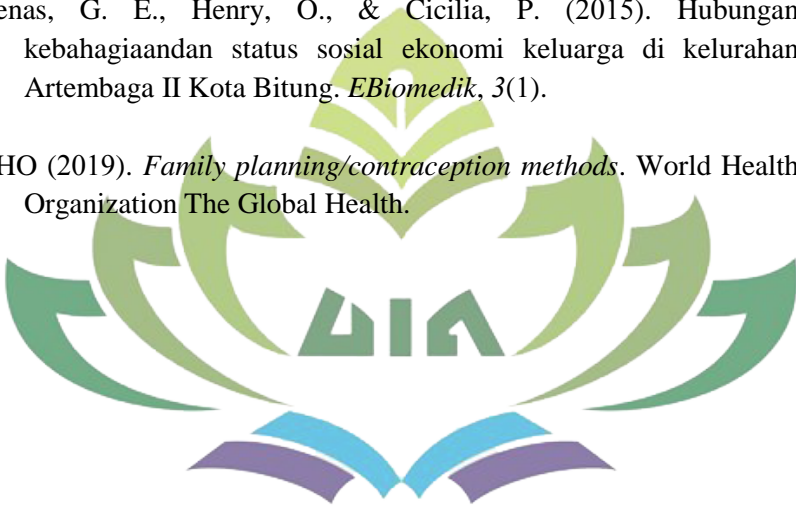 enas, G. E., Henry, O., & Cicilia, P. (2015). Hubungan
kebahagiaandan status sosial ekonomi keluarga di kelurahan
Artembaga II Kota Bitung. EBiomedik, 3(1).
HO (2019). Family planning/contraception methods. World Health
Organization The Global Health.
UIN